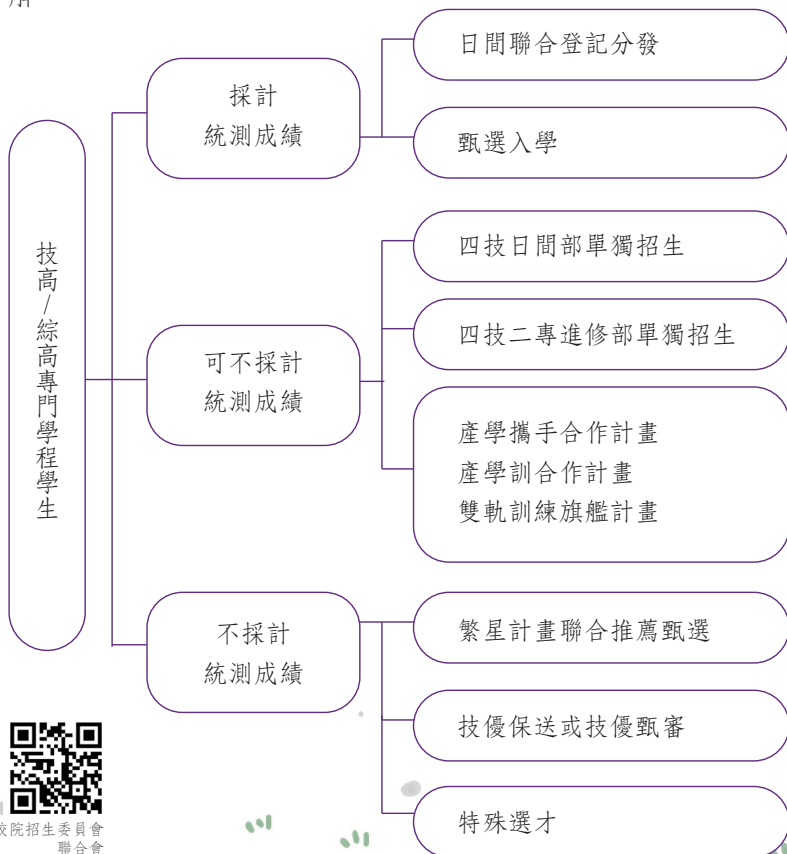 技高/綜高專門學程學生
採計
統測成績
日間聯合登記分發
甄選入學
可不採計
統測成績
四技日間部單獨招生
四技二專進修部單獨招生
產學攜手合作計畫
產學訓合作計畫
雙軌訓練旗艦計畫
不採計
統測成績
繁星計畫聯合推薦甄選
技優保送或技優甄審
特殊選才
校院招生委員會
聯合會